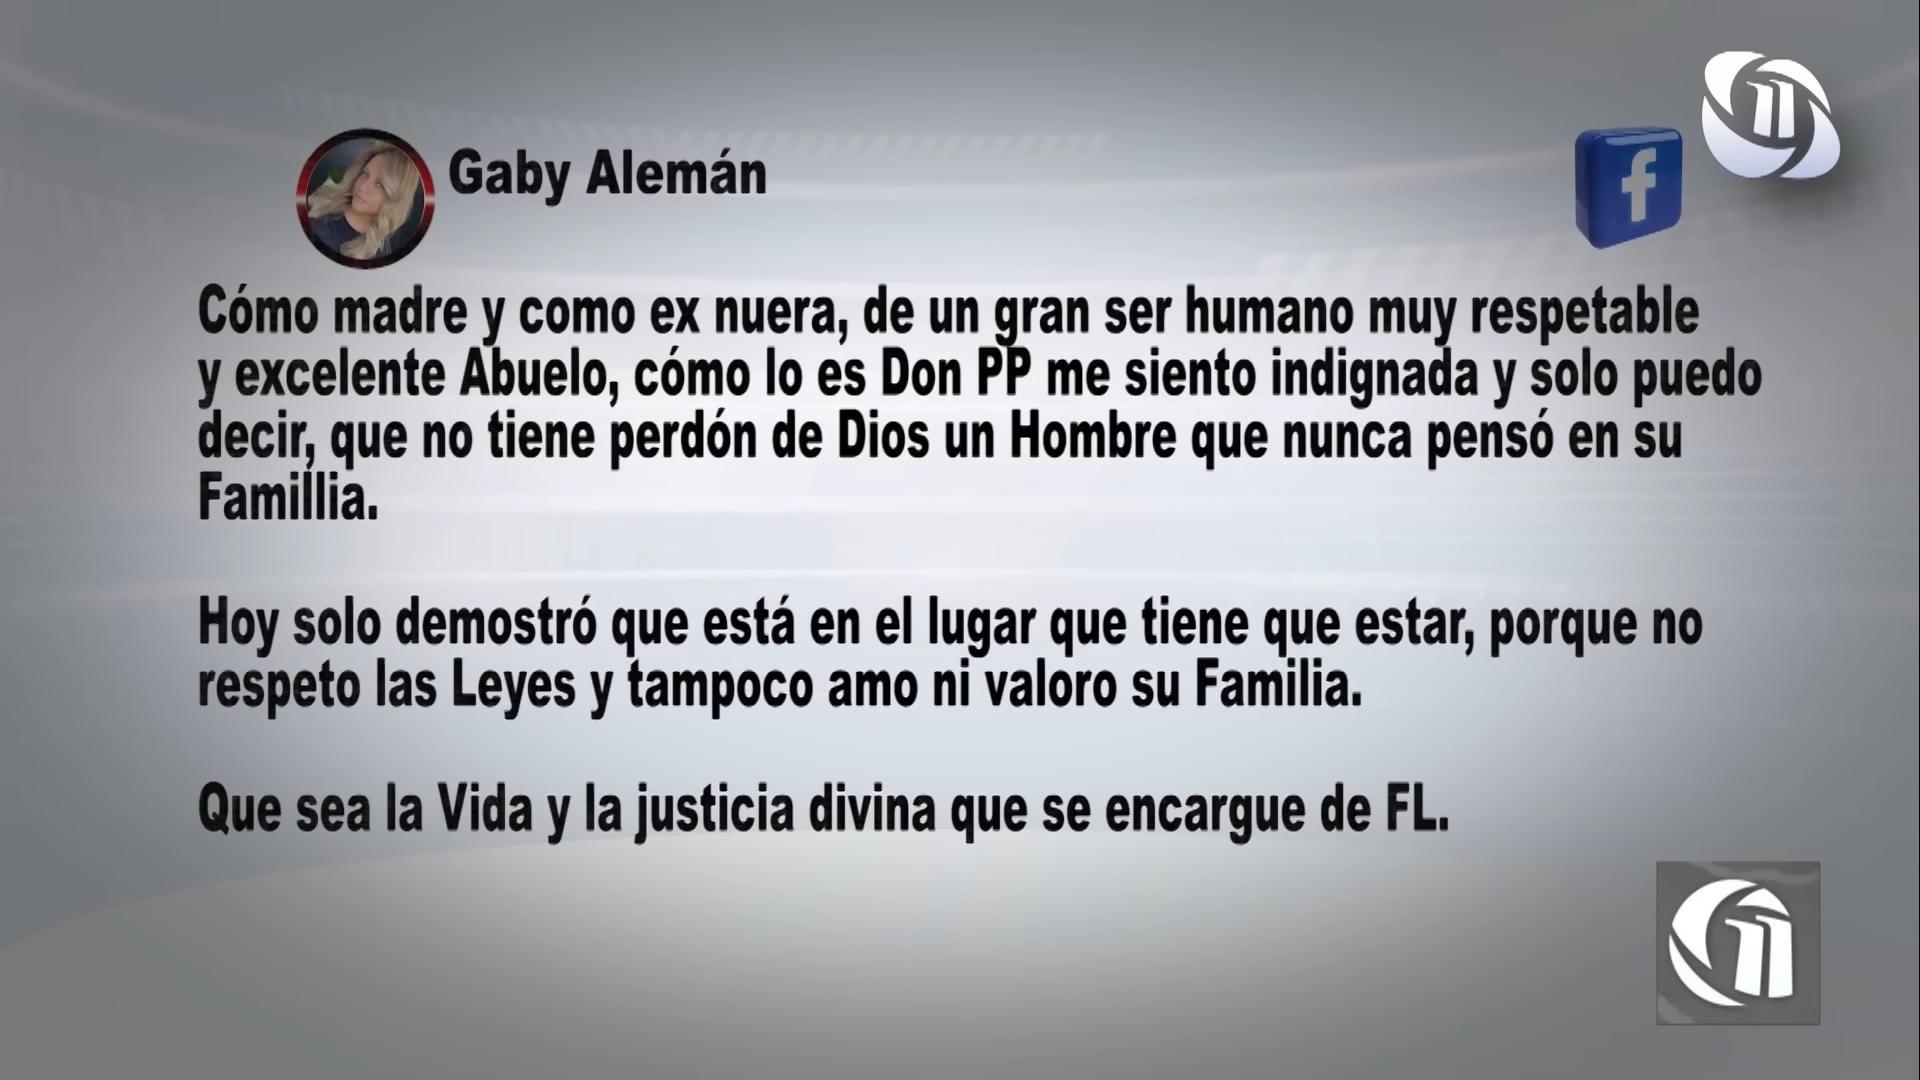 Gaby Alemán
Cómo madre y como ex nuera, de un gran ser humano muy respetable
y excelente Abuelo, cómo lo es Don PP me siento indignada y solo puedo
decir, que no tiene perdón de Dios un Hombre que nunca pensó en su
Famillia.
Hoy solo demostró que está en el lugar que tiene que estar, porque no
respeto las Leyes y tampoco amo ni valoro su Familia.
Que sea la Vida y la justicia divina que se encargue de FL.